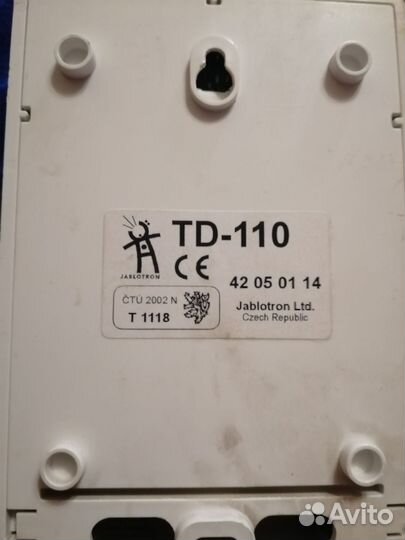 TD-110
JABLOTRON
CE
42 05 01 14
ČTÚ 2002 N
T 1118
Jablotron Ltd.
Czech Republic
Avito